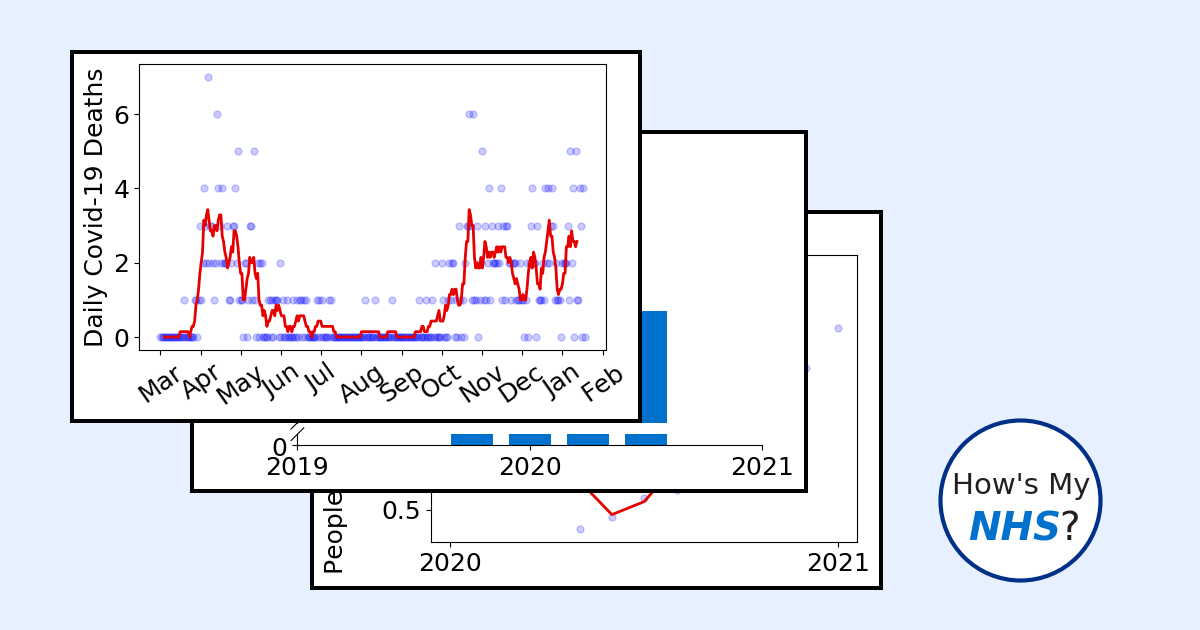 Daily Covid-19 Deaths
6
4
2
0
Mar Apr May Jun Jul Aug Sep Oct Nov Dec Jan Feb
0
2019 2020 2021
People
0.5
2020 2021
How's My
NHS?